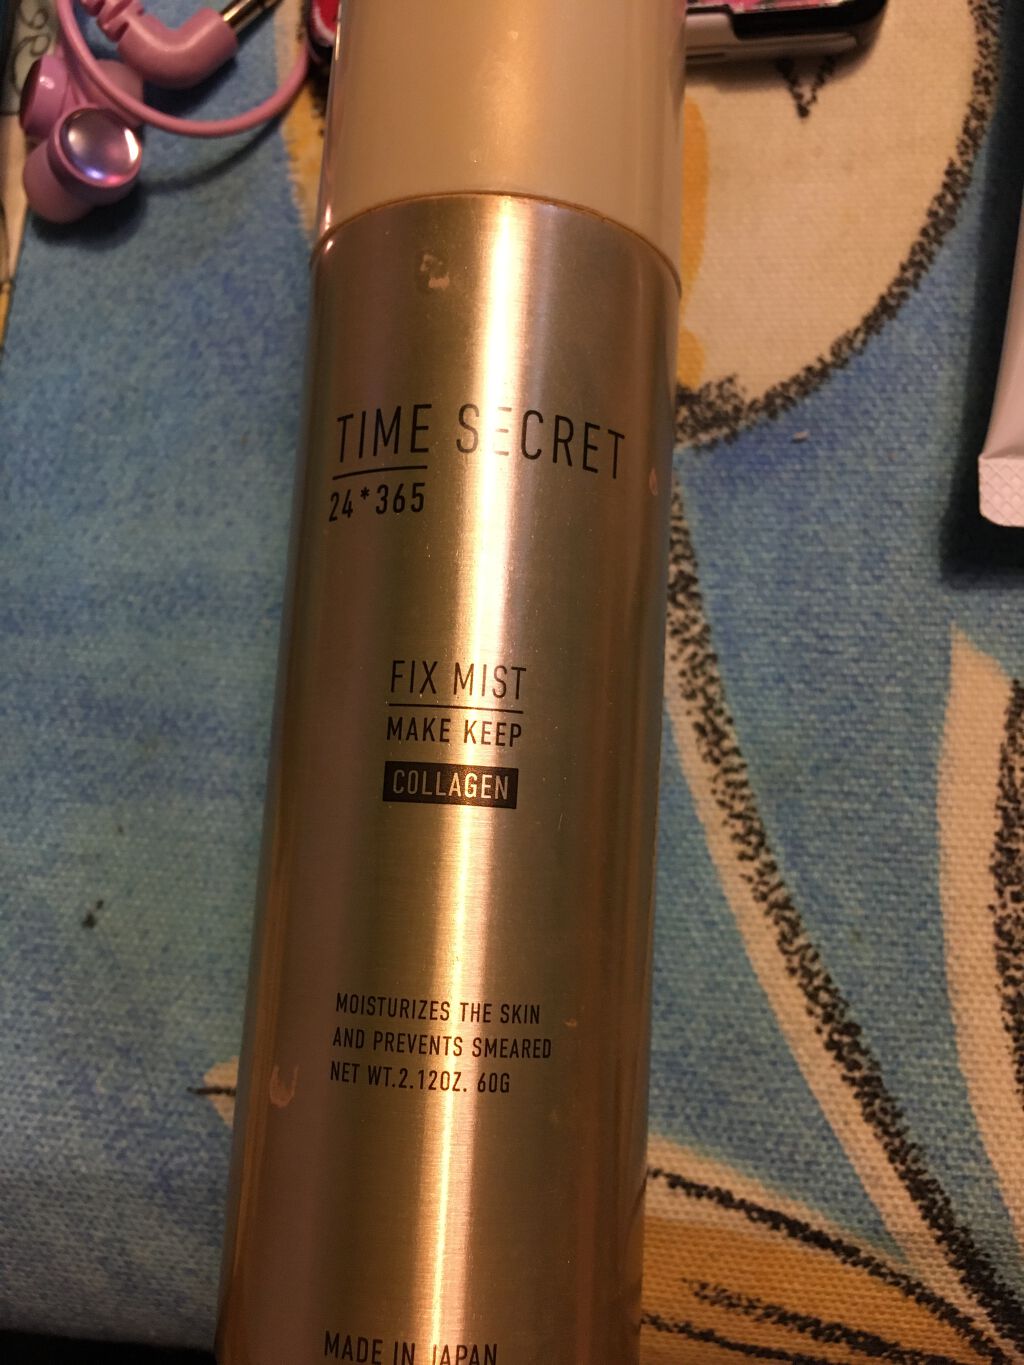 TIME SECRET
24*365
FIX MIST
MAKE KEEP
COLLAGEN
MOISTURIZES THE SKIN
AND PREVENTS SMEARED
NET WT.2.12OZ. 60G
MADE IN JAPAN